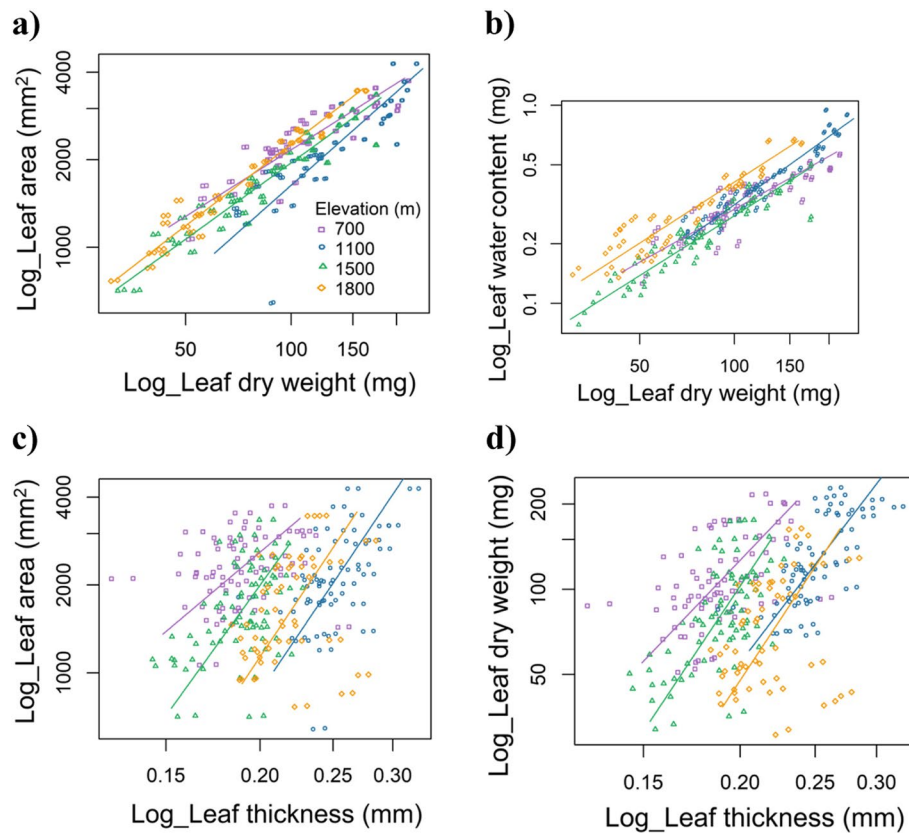 a)
Log_Leaf area (mm²)
4000
2000
1000
Elevation (m)
700
1100
1500
1800
50 100 150
Log_Leaf dry weight (mg)
b)
Log_Leaf water content (mg)
1.0
0.5
0.2
0.1
50 100 150
Log_Leaf dry weight (mg)
c)
Log_Leaf area (mm²)
4000
2000
1000
0.15 0.20 0.25 0.30
Log_Leaf thickness (mm)
d)
Log_Leaf dry weight (mg)
200
100
50
0.15 0.20 0.25 0.30
Log_Leaf thickness (mm)